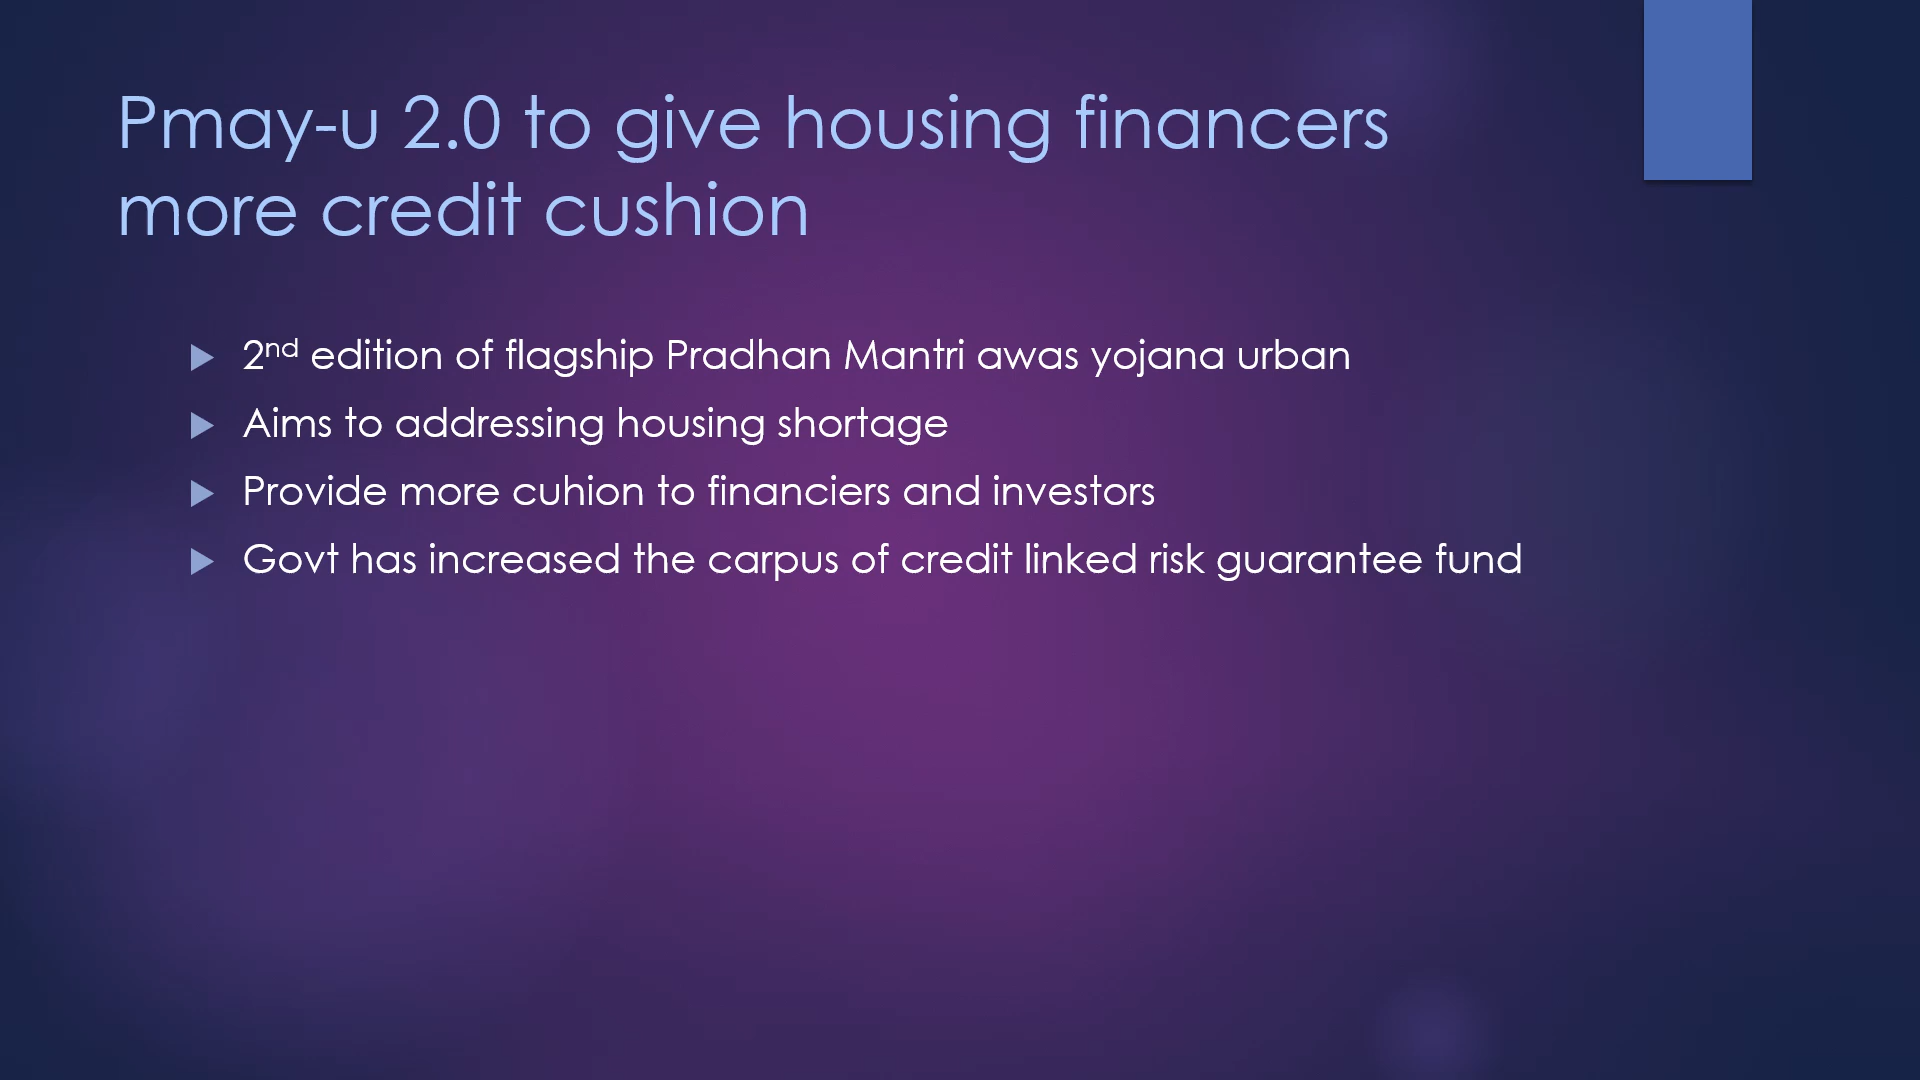 Pmay-u 2.0 to give housing financers
more credit cushion
2nd edition of flagship Pradhan Mantri awas yojana urban
Aims to addressing housing shortage
Provide more cuhion to financiers and investors
Govt has increased the carpus of credit linked risk guarantee fund